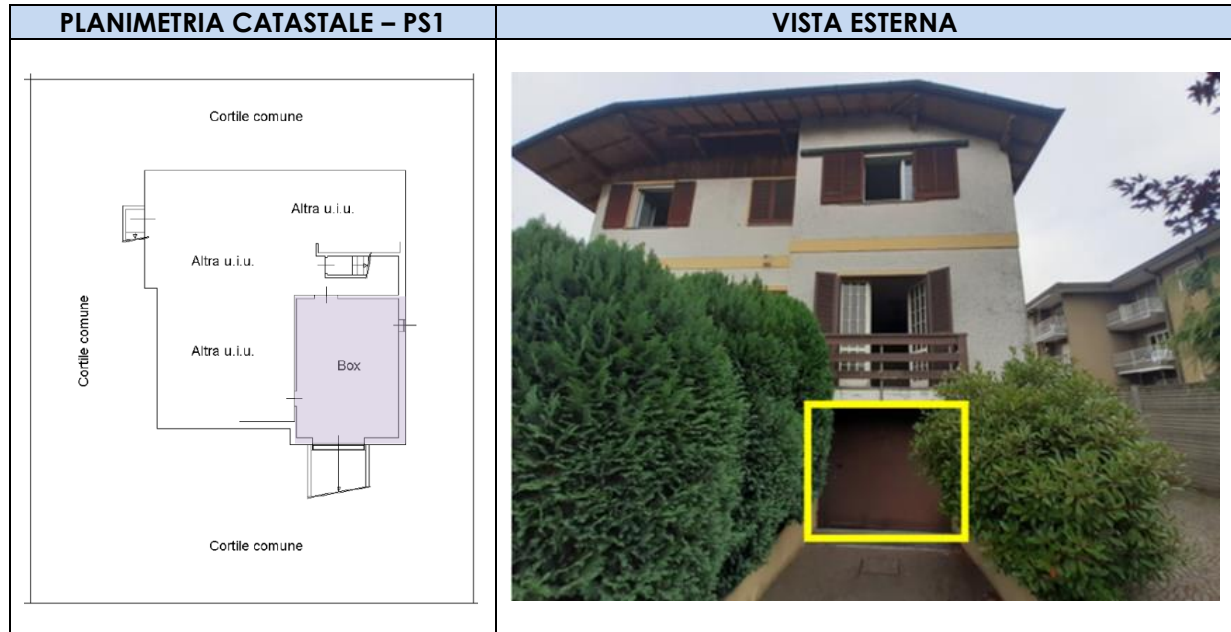 PLANIMETRIA CATASTALE – PS1
VISTA ESTERNA
Cortile comune
Altra u.i.u.
Altra u.i.u.
Cortile comune
Altra u.i.u.
Box
Cortile comune